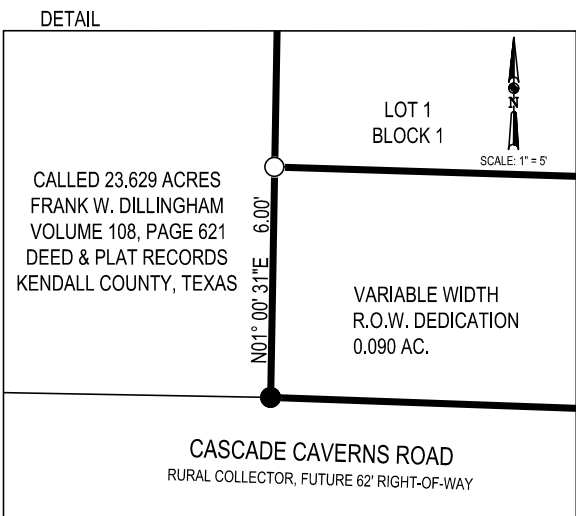 DETAIL
LOT 1
BLOCK 1
N
SCALE: 1" = 5'
CALLED 23.629 ACRES
FRANK W. DILLINGHAM
VOLUME 108, PAGE 621
DEED & PLAT RECORDS
KENDALL COUNTY, TEXAS
N01° 00' 31"E 6.00'
VARIABLE WIDTH
R.O.W. DEDICATION
0.090 AC.
CASCADE CAVERNS ROAD
RURAL COLLECTOR, FUTURE 62' RIGHT-OF-WAY